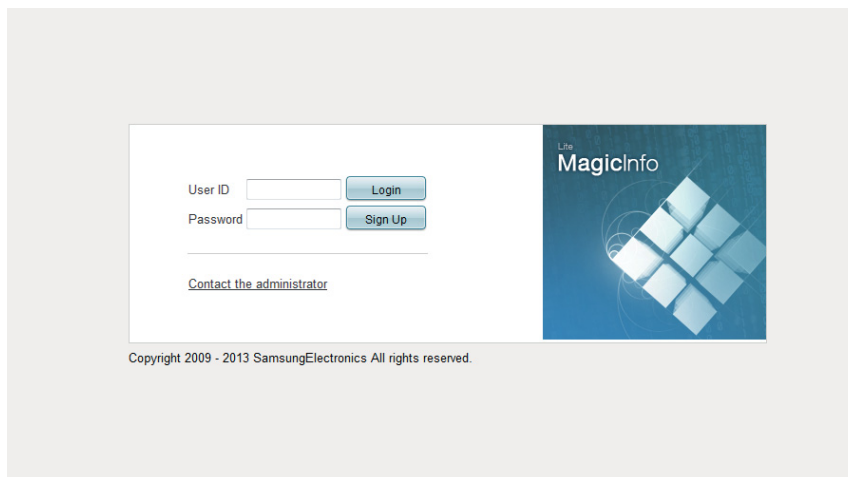 Lite
MagicInfo
User ID
Login
Password
Sign Up
Contact the administrator
Copyright 2009 - 2013 SamsungElectronics All rights reserved.